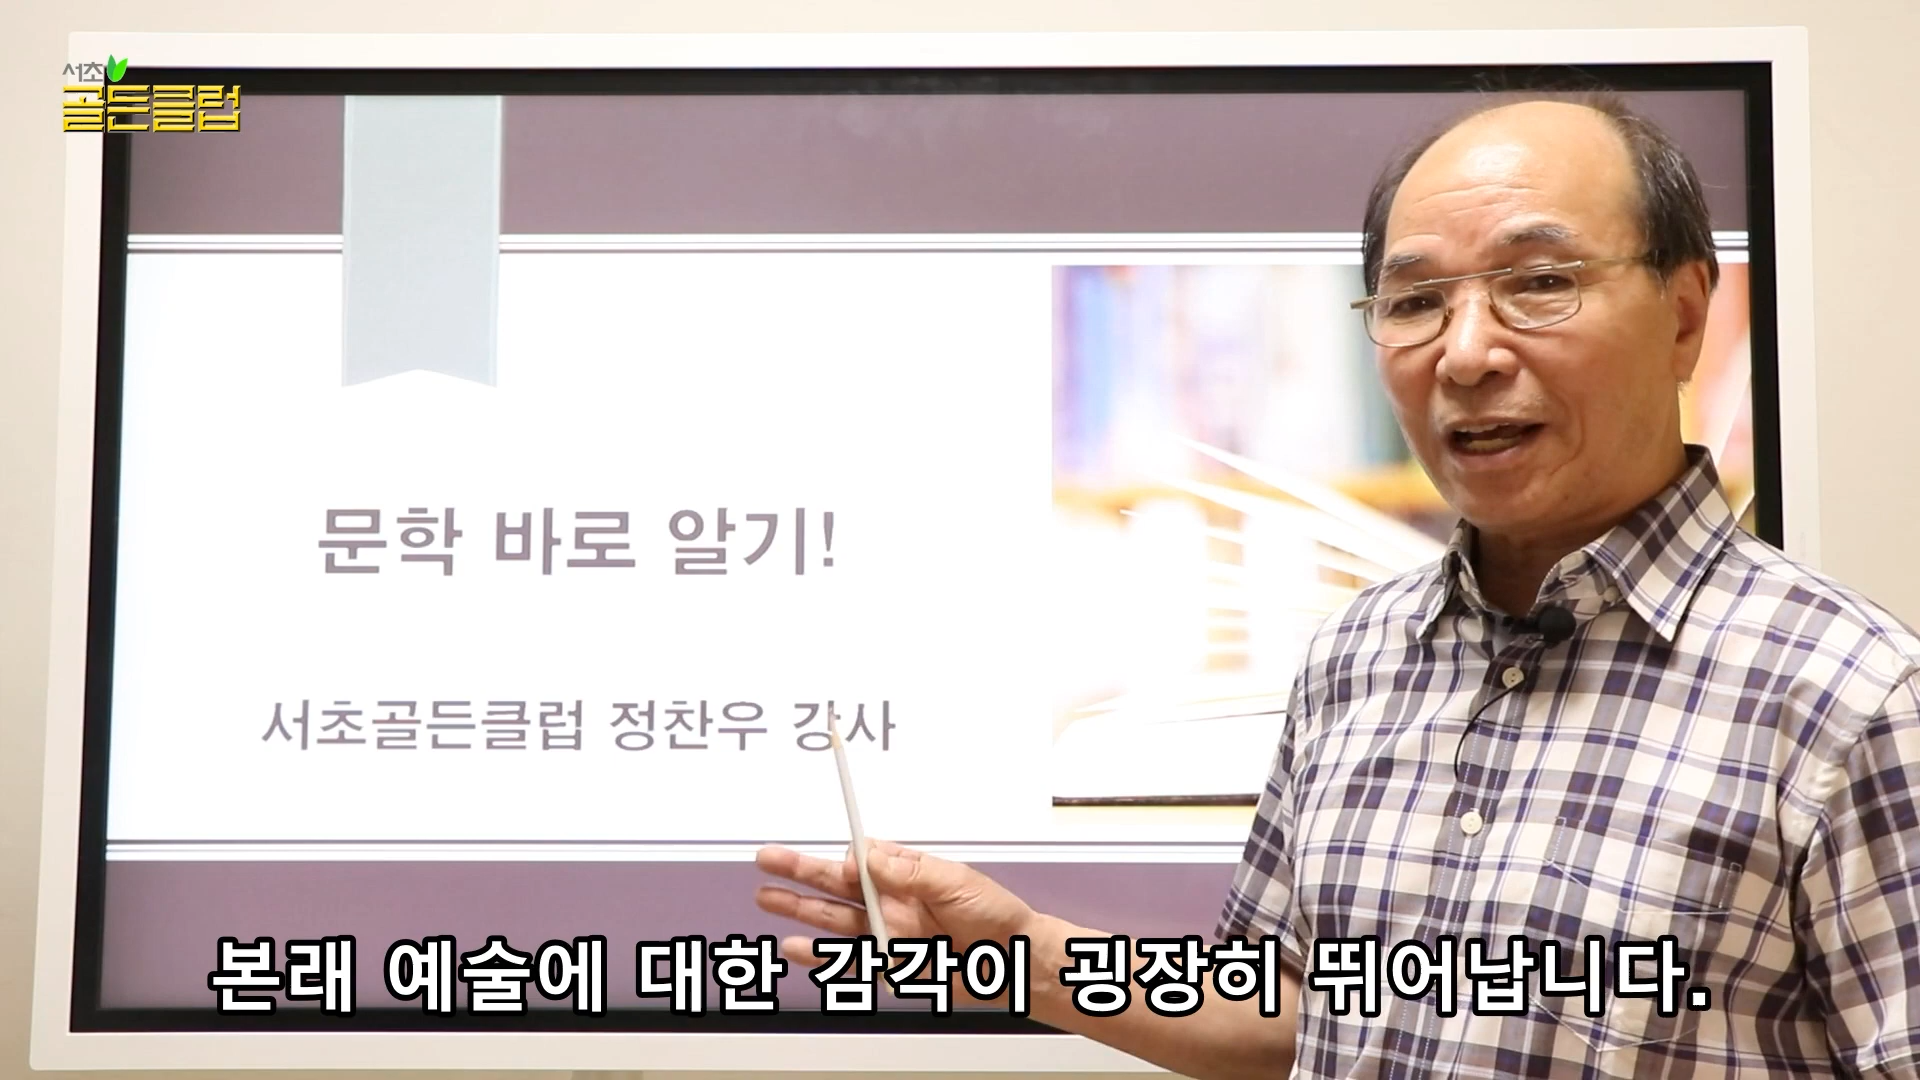 서초
골든클럽
문학 바로 알기!
서초골든클럽 정찬우 강사
본래 예술에 대한 감각이 굉장히 뛰어납니다.